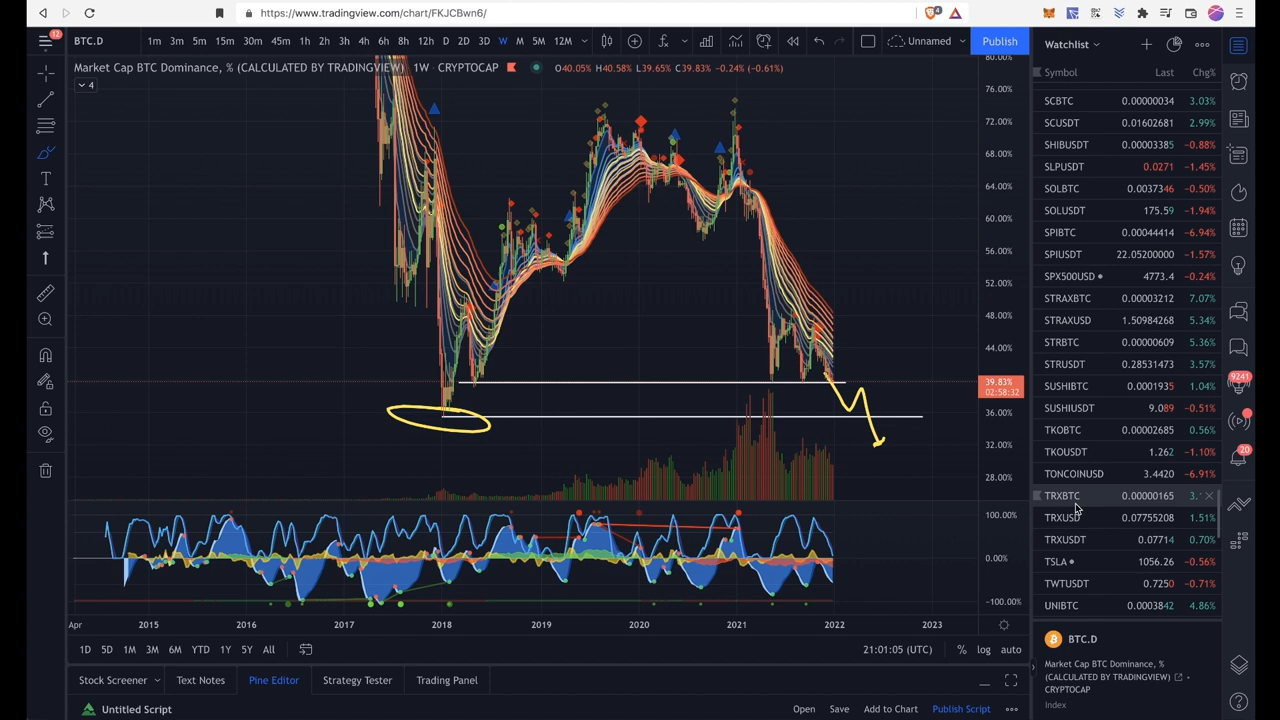 https://www.tradingview.com/chart/FKJCBwn6/
4
12
BTC.D 1m 3m 5m 15m 30m 45m 1h 2h 3h 4h 6h 8h 12h D 2D 3D W M 5M 12M Unnamed Publish
Market Cap BTC Dominance, % (CALCULATED BY TRADINGVIEW) 1W CRYPTOCAP O40.05% H40.58% L39.65% C39.83% −0.24% (−0.61%)
4
80.00%
76.00%
72.00%
68.00%
64.00%
60.00%
56.00%
52.00%
48.00%
44.00%
39.83%
02:58:32
36.00%
32.00%
28.00%
100.00%
0.00%
−100.00%
Apr 2015 2016 2017 2018 2019 2020 2021 2022 2023
1D 5D 1M 3M 6M YTD 1Y 5Y All 21:01:05 (UTC) % log auto
Stock Screener Text Notes Pine Editor Strategy Tester Trading Panel
Untitled Script Open Save Add to Chart Publish Script
Watchlist
Symbol Last Chg%
SCBTC 0.00000034 3.03%
SCUSDT 0.01602681 2.99%
SHIBUSDT 0.00003385 −0.88%
SLPUSDT 0.0271 −1.45%
SOLBTC 0.0037346 −0.50%
SOLUSDT 175.59 −1.94%
SPIBTC 0.00044414 −6.94%
SPIUSDT 22.05200000 −1.57%
SPX500USD 4773.4 −0.24%
STRAXBTC 0.00003212 7.07%
STRAXUSD 1.50984268 5.34%
STRBTC 0.00000609 5.36%
STRUSDT 0.28531473 3.57%
SUSHIBTC 0.0001935 1.04%
SUSHIUSDT 9.089 −0.51%
TKOBTC 0.00002685 0.56%
TKOUSDT 1.262 −1.10%
TONCOINUSD 3.4420 −6.91%
TRXBTC 0.00000165 3.
TRXUSD 0.07755208 1.51%
TRXUSDT 0.07714 0.70%
TSLA 1056.26 −0.56%
TWTUSDT 0.7250 −0.71%
UNIBTC 0.0003842 4.86%
BTC.D
Market Cap BTC Dominance, %
(CALCULATED BY TRADINGVIEW)
CRYPTOCAP
Index
9241
20